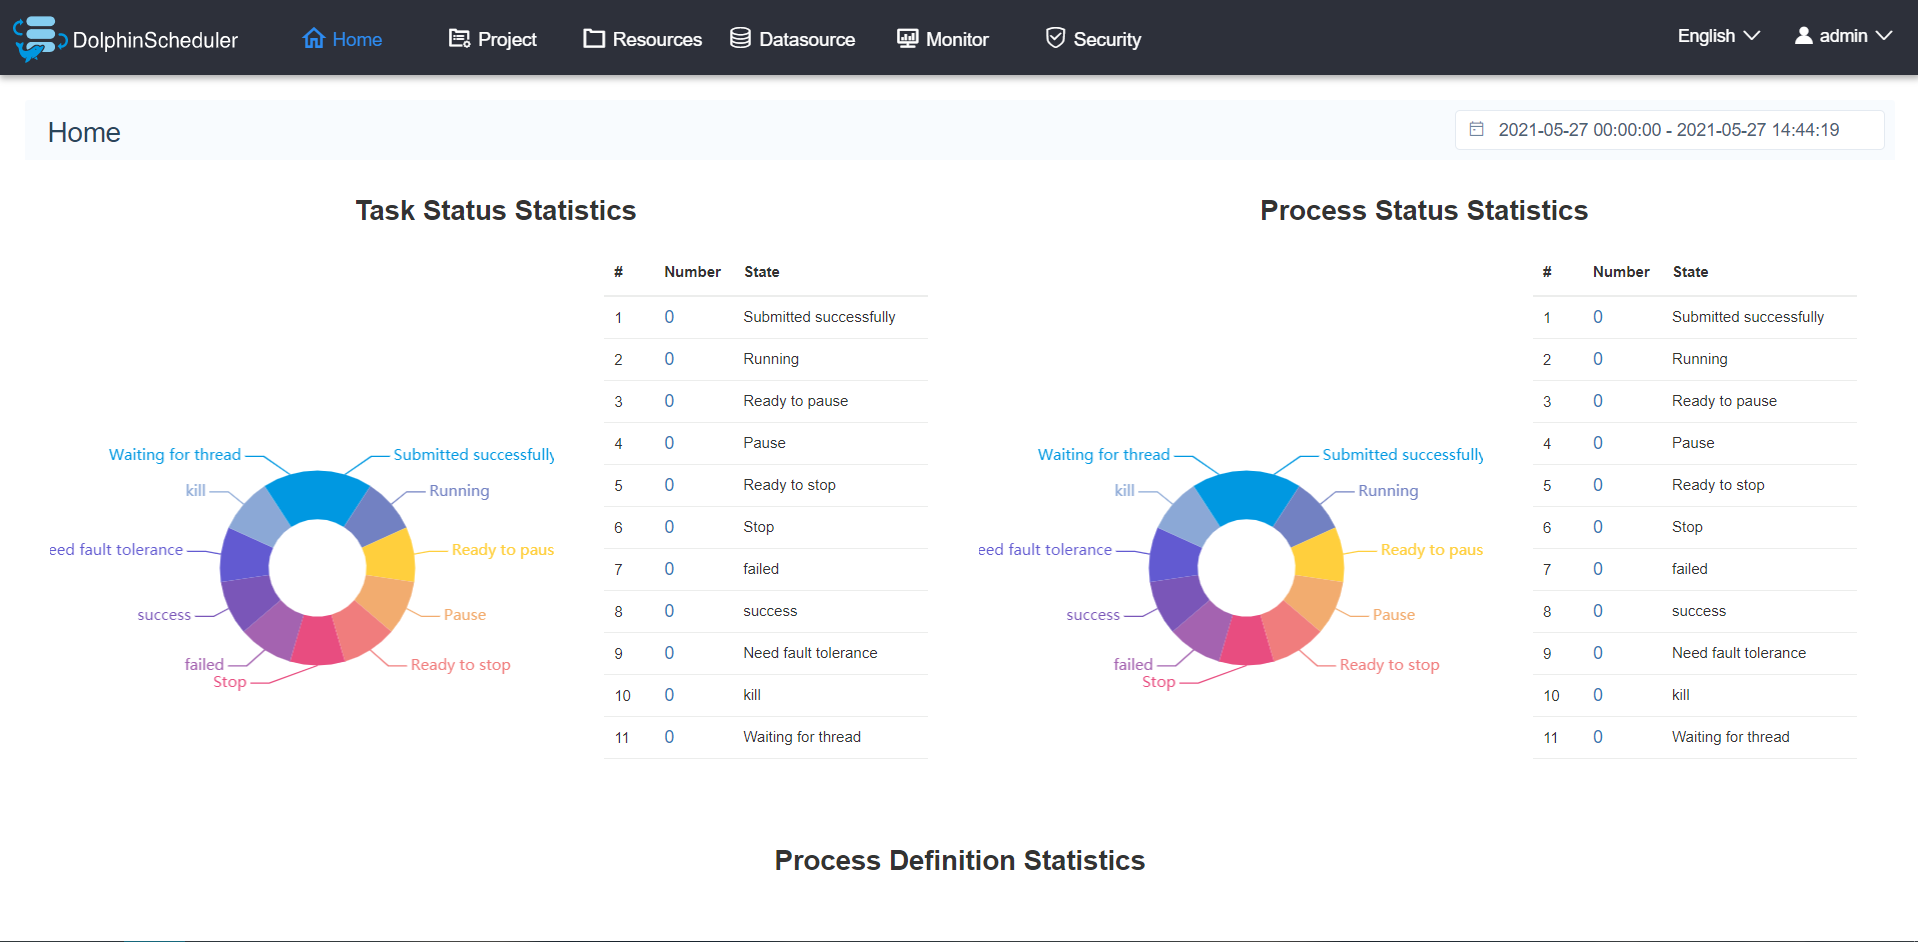 DolphinScheduler Home Project Resources Datasource Monitor Security English admin
Home 2021-05-27 00:00:00 - 2021-05-27 14:44:19
Task Status Statistics
Waiting for thread
Submitted successfully
kill
Running
eed fault tolerance
Ready to paus
success
Pause
failed
Ready to stop
Stop
# Number State
1 0 Submitted successfully
2 0 Running
3 0 Ready to pause
4 0 Pause
5 0 Ready to stop
6 0 Stop
7 0 failed
8 0 success
9 0 Need fault tolerance
10 0 kill
11 0 Waiting for thread
Process Status Statistics
Waiting for thread
Submitted successfully
kill
Running
eed fault tolerance
Ready to paus
success
Pause
failed
Ready to stop
Stop
# Number State
1 0 Submitted successfully
2 0 Running
3 0 Ready to pause
4 0 Pause
5 0 Ready to stop
6 0 Stop
7 0 failed
8 0 success
9 0 Need fault tolerance
10 0 kill
11 0 Waiting for thread
Process Definition Statistics